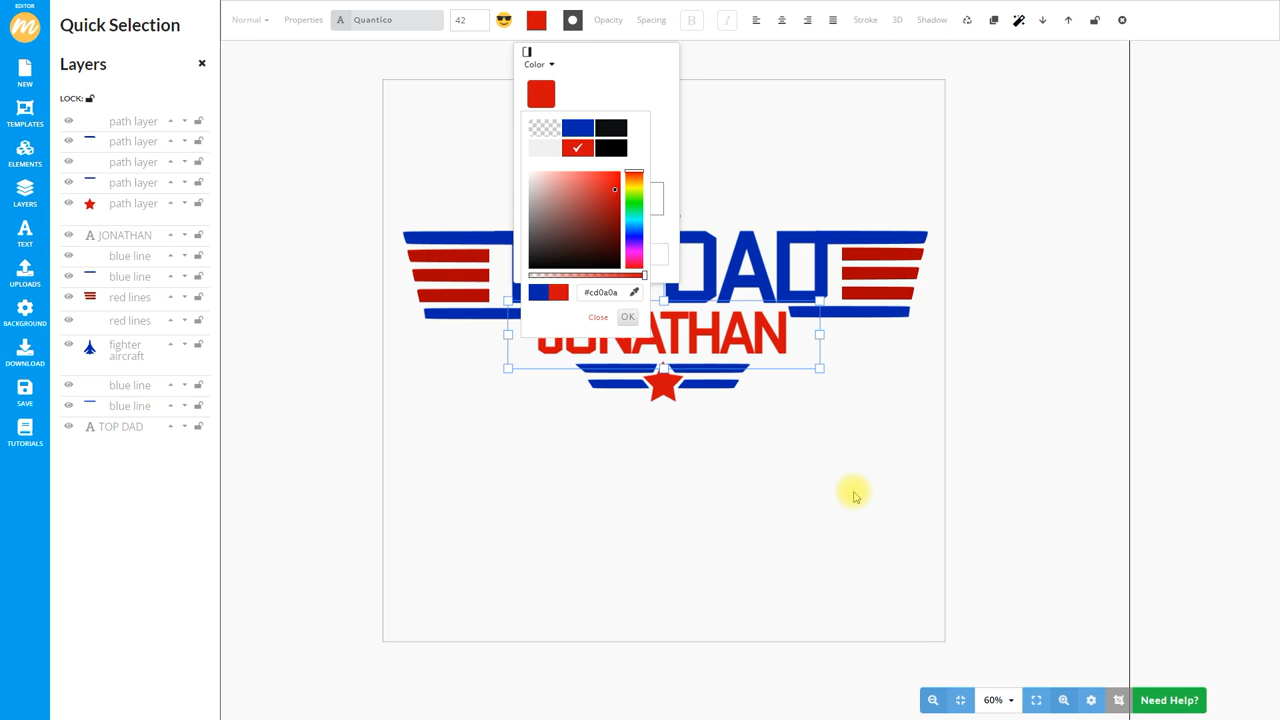 EDITOR
Quick Selection
Normal
Properties
A
Quantico
42
Opacity
Spacing
B
I
Stroke
3D
Shadow
NEW
TEMPLATES
ELEMENTS
LAYERS
TEXT
UPLOADS
BACKGROUND
DOWNLOAD
SAVE
TUTORIALS
Layers
LOCK:
path layer
path layer
path layer
path layer
path layer
A JONATHAN
blue line
blue line
red lines
red lines
fighter
aircraft
blue line
blue line
A TOP DAD
Color
#cd0a0a
Close
OK
DAD
JONATHAN
60%
Need Help?